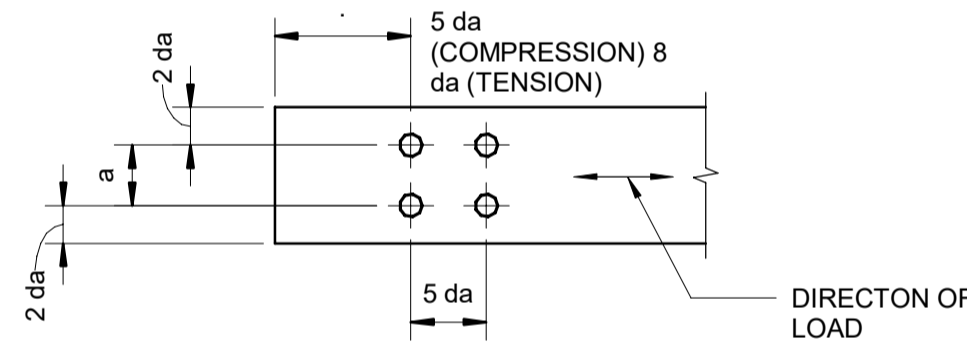 5 da
(COMPRESSION) 8
da (TENSION)
2 da
a
2 da
5 da
DIRECTON OF
LOAD